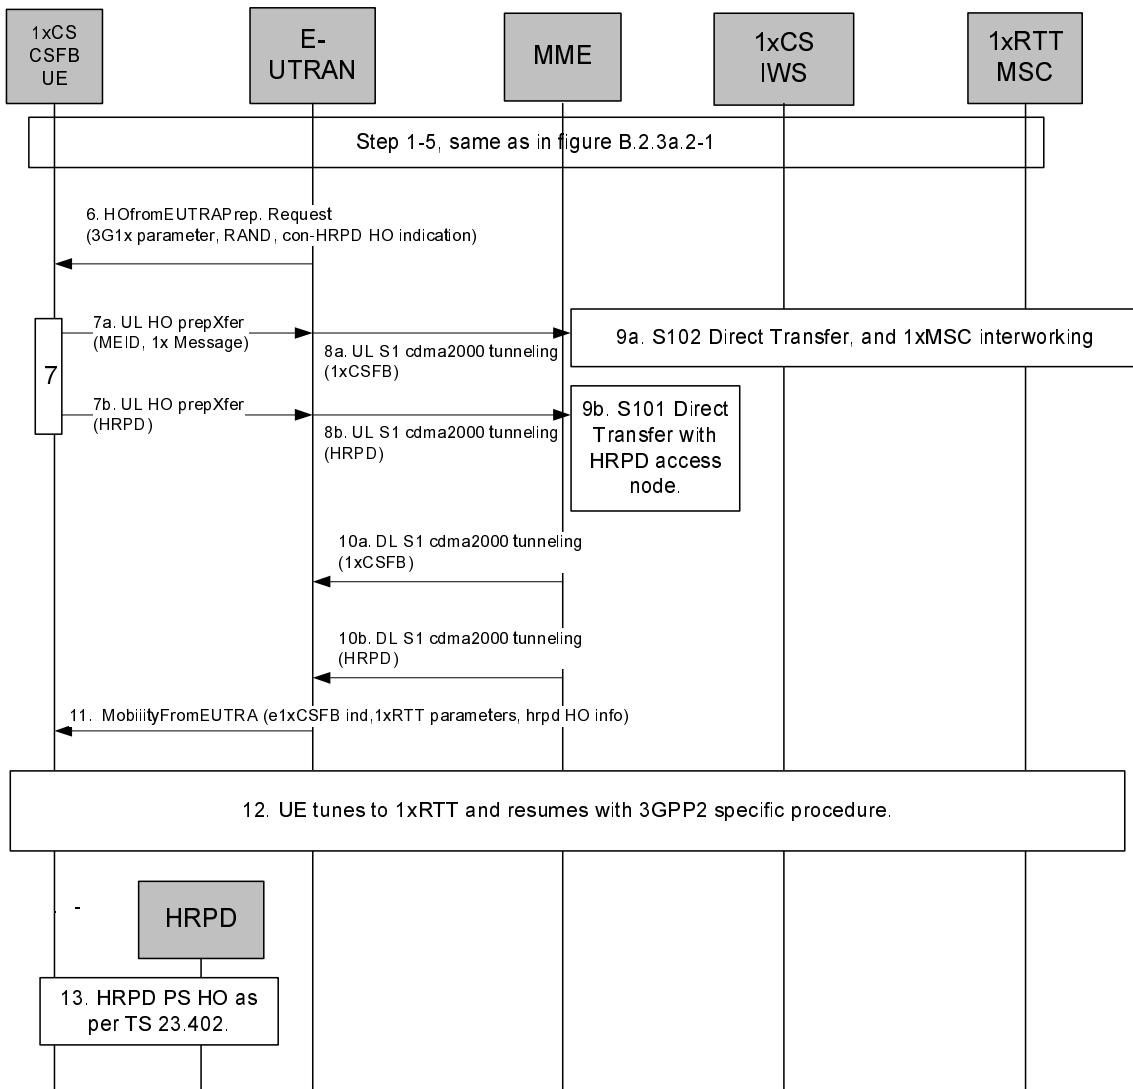 1xCS
CSFB
UE
E-
UTRAN
MME
1xCS
IWS
1xRTT
MSC
Step 1-5, same as in figure B.2.3a.2-1
6. HOfromEUTRAPrep. Request
(3G1x parameter, RAND, con-HRPD HO indication)
7
7a. UL HO prepXfer
(MEID, 1x Message)
8a. UL S1 cdma2000 tunneling
(1xCSFB)
9a. S102 Direct Transfer, and 1xMSC interworking
7b. UL HO prepXfer
(HRPD)
8b. UL S1 cdma2000 tunneling
(HRPD)
9b. S101 Direct
Transfer with
HRPD access
node.
10a. DL S1 cdma2000 tunneling
(1xCSFB)
10b. DL S1 cdma2000 tunneling
(HRPD)
11. MobiiityFromEUTRA (e1xCSFB ind,1xRTT parameters, hrpd HO info)
12. UE tunes to 1xRTT and resumes with 3GPP2 specific procedure.
HRPD
13. HRPD PS HO as
per TS 23.402.